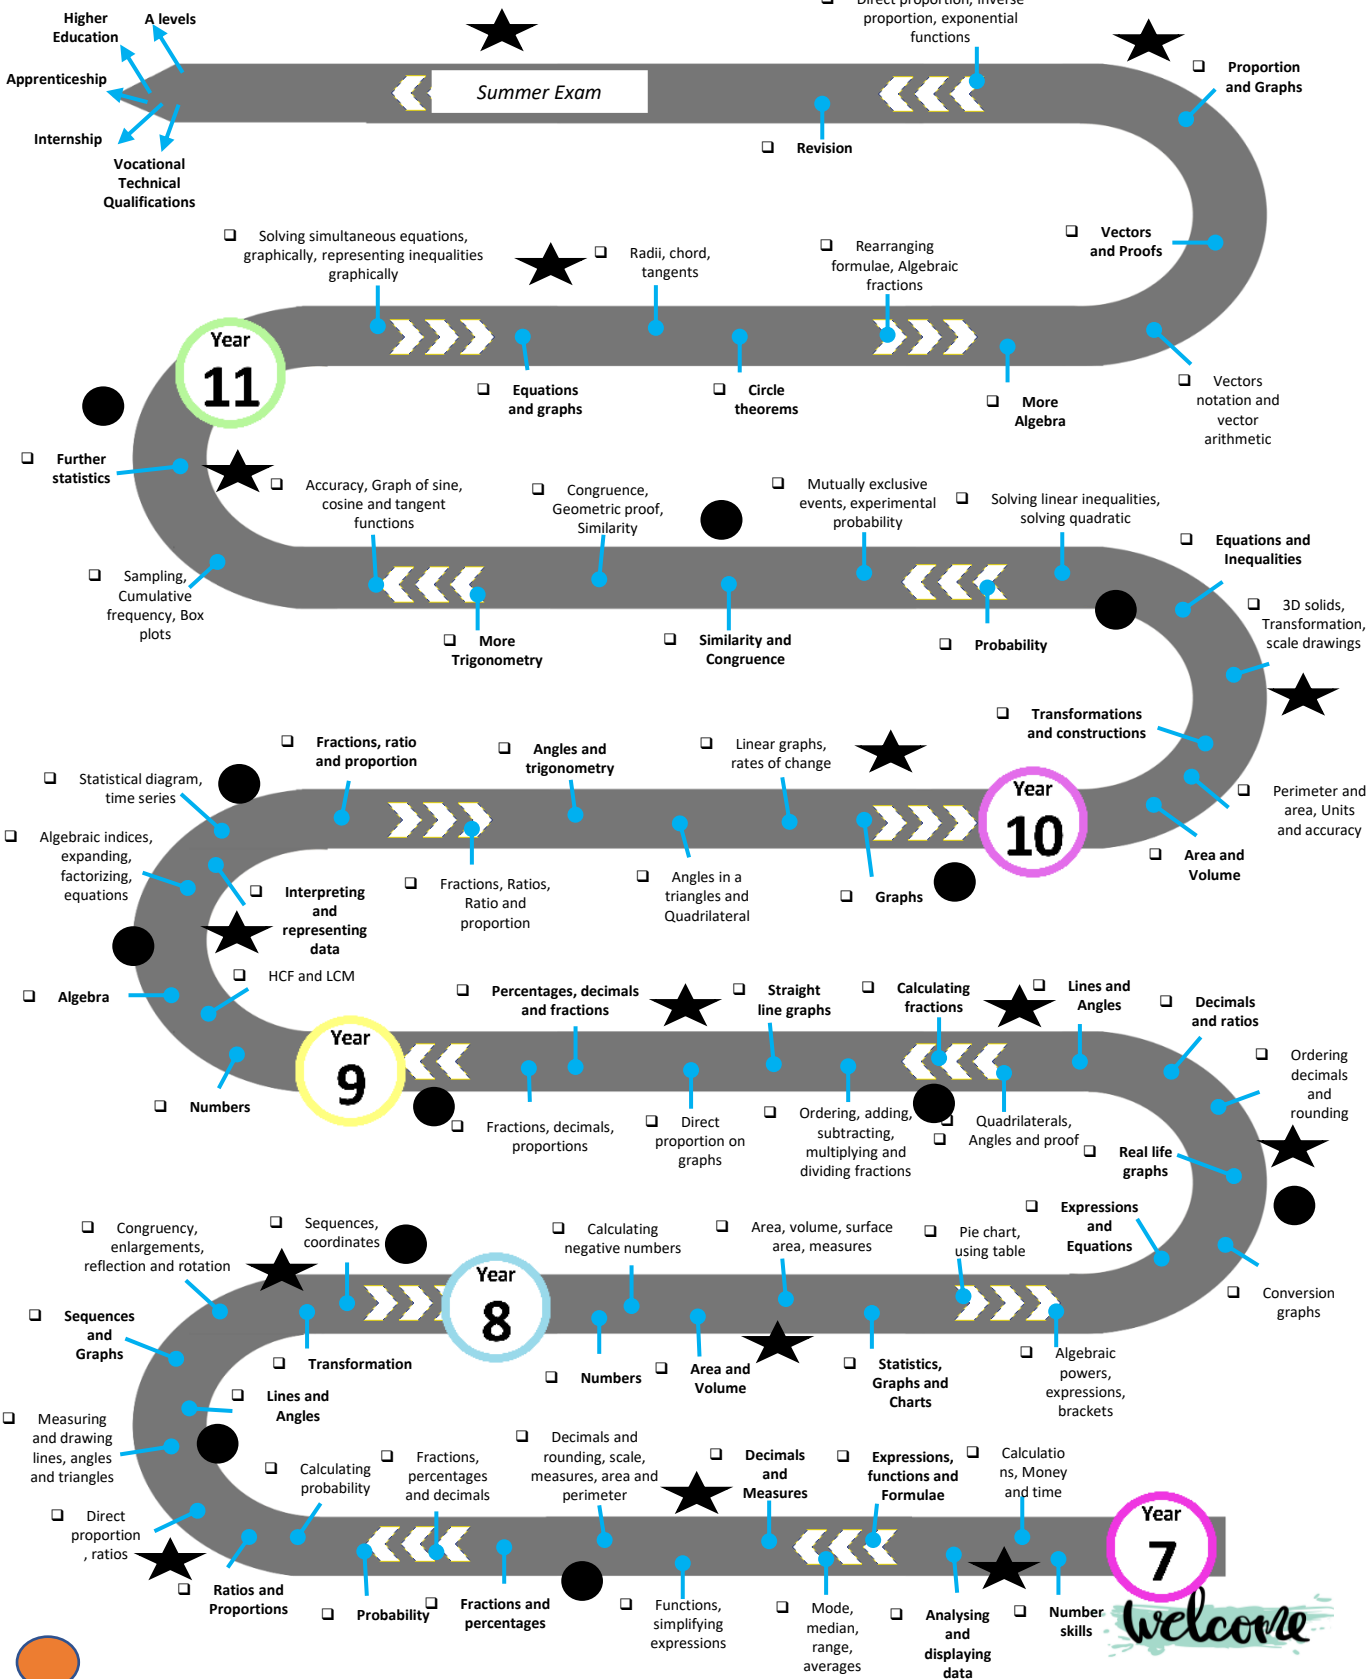 Direct proportion, inverse
proportion, exponential
functions
Higher
Education
A levels
Apprenticeship
Internship
Vocational
Technical
Qualifications
Summer Exam
Revision
Proportion
and Graphs
Vectors
and Proofs
Solving simultaneous equations,
graphically, representing inequalities
graphically
Radii, chord,
tangents
Rearranging
formulae, Algebraic
fractions
Year
11
Equations
and graphs
Circle
theorems
More
Algebra
Vectors
notation and
vector
arithmetic
Further
statistics
Accuracy, Graph of sine,
cosine and tangent
functions
Congruence,
Geometric proof,
Similarity
Mutually exclusive
events, experimental
probability
Solving linear inequalities,
solving quadratic
Equations and
Inequalities
Sampling,
Cumulative
frequency, Box
plots
More
Trigonometry
Similarity and
Congruence
Probability
3D solids,
Transformation,
scale drawings
Transformations
and constructions
Fractions, ratio
and proportion
Angles and
trigonometry
Linear graphs,
rates of change
Statistical diagram,
time series
Year
10
Perimeter and
area, Units
and accuracy
Algebraic indices,
expanding,
factorizing,
equations
Interpreting
and
representing
data
Fractions, Ratios,
Ratio and
proportion
Angles in a
triangles and
Quadrilateral
Graphs
Area and
Volume
HCF and LCM
Algebra
Percentages, decimals
and fractions
Straight
line graphs
Calculating
fractions
Lines and
Angles
Decimals
and ratios
Year
9
Numbers
Ordering
decimals
and
rounding
Fractions, decimals,
proportions
Direct
proportion on
graphs
Ordering, adding,
subtracting,
multiplying and
dividing fractions
Quadrilaterals,
Angles and proof
Real life
graphs
Expressions
and
Equations
Congruency,
enlargements,
reflection and rotation
Sequences,
coordinates
Calculating
negative numbers
Area, volume, surface
area, measures
Pie chart,
using table
Year
8
Conversion
graphs
Sequences
and
Graphs
Transformation
Numbers
Area and
Volume
Statistics,
Graphs and
Charts
Algebraic
powers,
expressions,
brackets
Lines and
Angles
Measuring
and drawing
lines, angles
and triangles
Calculating
probability
Fractions,
percentages
and decimals
Decimals and
rounding, scale,
measures, area and
perimeter
Decimals
and
Measures
Expressions,
functions and
Formulae
Calculatio
ns, Money
and time
Direct
proportion
, ratios
Year
7
Ratios and
Proportions
Probability
Fractions and
percentages
Functions,
simplifying
expressions
Mode,
median,
range,
averages
Analysing
and
displaying
data
Number
skills
welcome